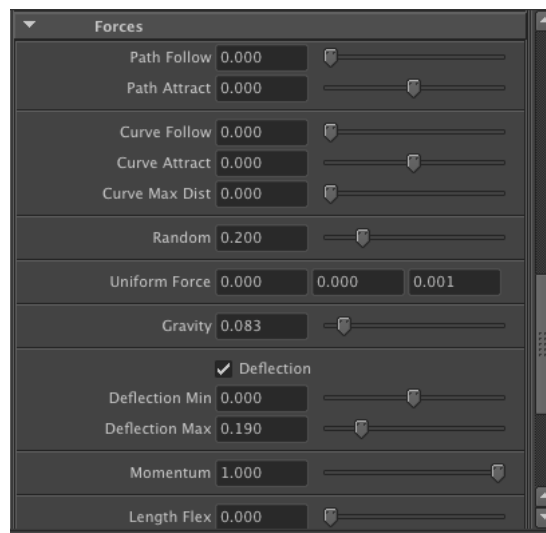 Forces
Path Follow 0.000
Path Attract 0.000
Curve Follow 0.000
Curve Attract 0.000
Curve Max Dist 0.000
Random 0.200
Uniform Force 0.000 0.000 0.001
Gravity 0.083
Deflection
Deflection Min 0.000
Deflection Max 0.190
Momentum 1.000
Length Flex 0.000